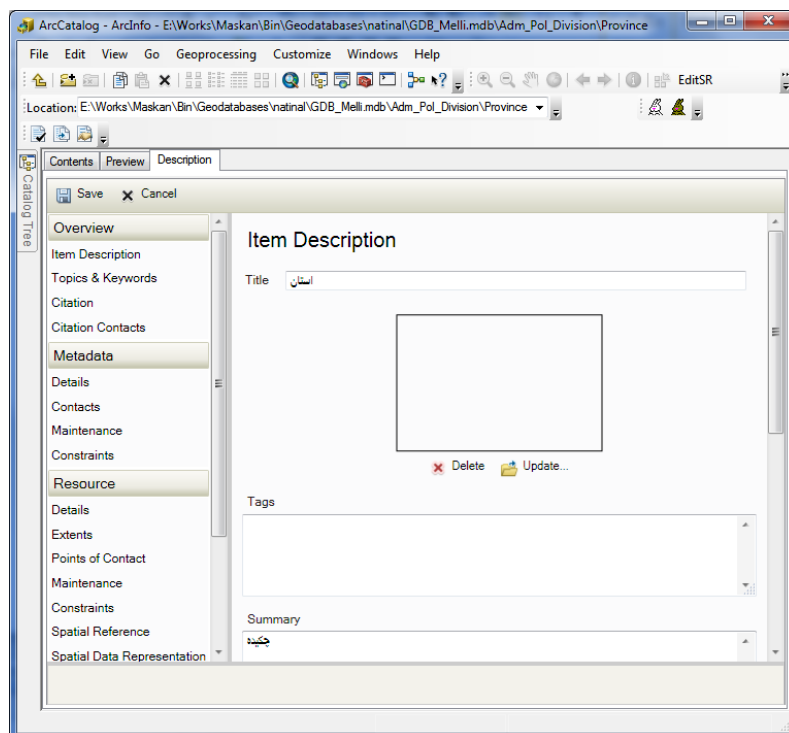 ArcCatalog - ArcInfo - E:\Works\Maskan\Bin\Geodatabases\natinal\GDB_Melli.mdb\Adm_Pol_Division\Province
File Edit View Go Geoprocessing Customize Windows Help
EditSR
Location: E:\Works\Maskan\Bin\Geodatabases\natinal\GDB_Melli.mdb\Adm_Pol_Division\Province
Catalog Tree
Contents Preview Description
Save Cancel
Overview
Item Description
Topics & Keywords
Citation
Citation Contacts
Metadata
Details
Contacts
Maintenance
Constraints
Resource
Details
Extents
Points of Contact
Maintenance
Constraints
Spatial Reference
Spatial Data Representation
Item Description
Title استان
Delete Update...
Tags
Summary
چکیده